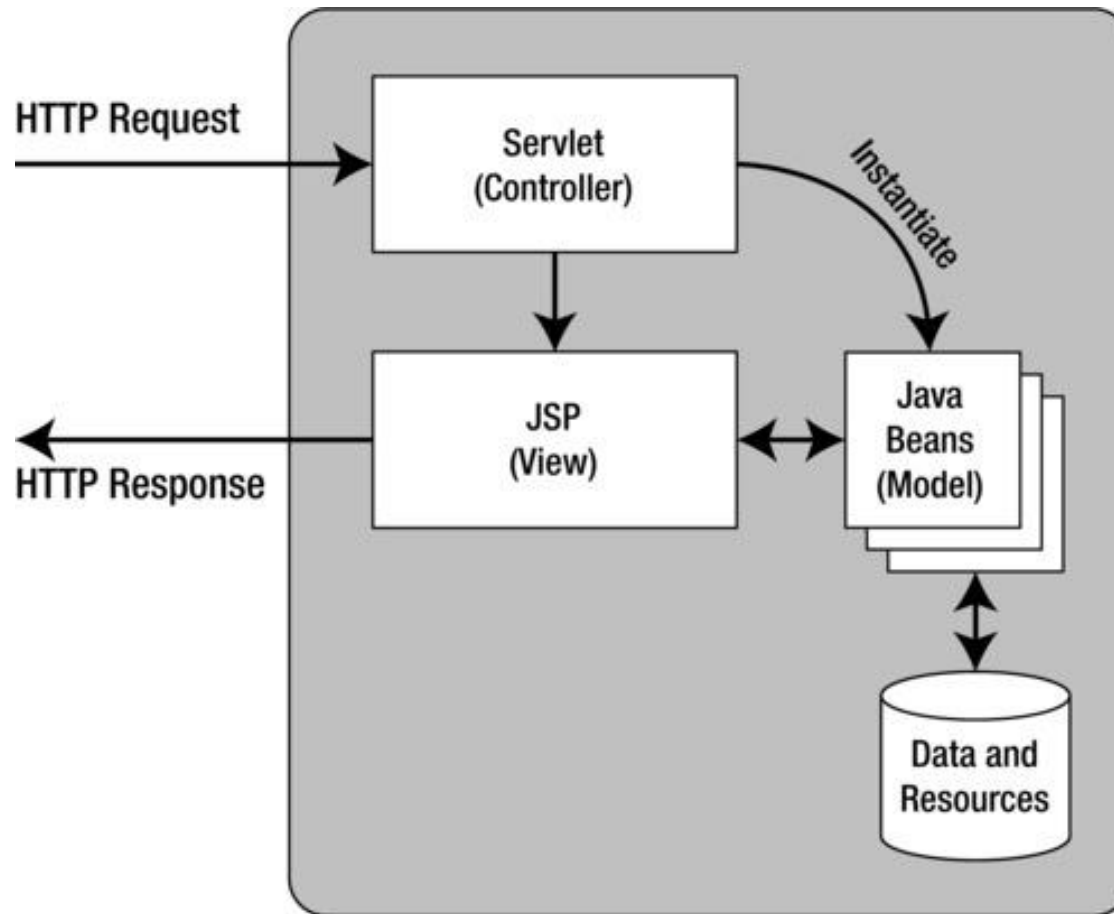 HTTP Request
Servlet
(Controller)
Instantiate
JSP
(View)
Java
Beans
(Model)
HTTP Response
Data and
Resources